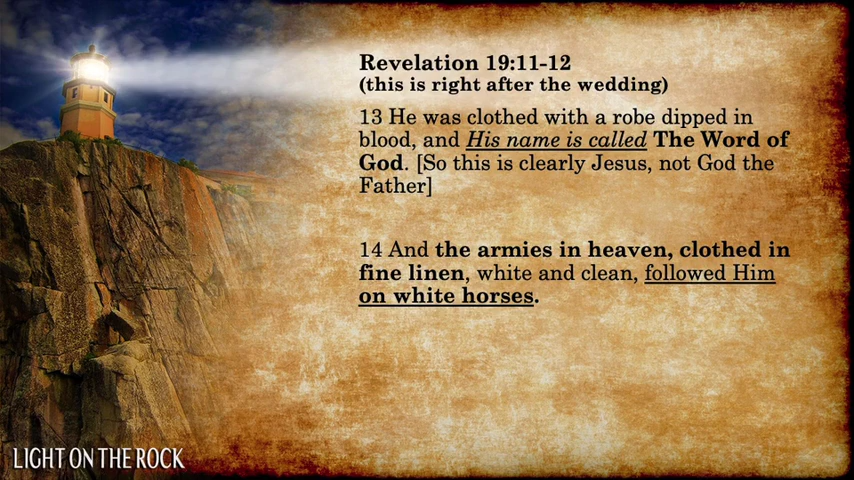 Revelation 19:11-12
(this is right after the wedding)
13 He was clothed with a robe dipped in
blood, and His name is called The Word of
God. [So this is clearly Jesus, not God the
Father]
14 And the armies in heaven, clothed in
fine linen, white and clean, followed Him
on white horses.
LIGHT ON THE ROCK